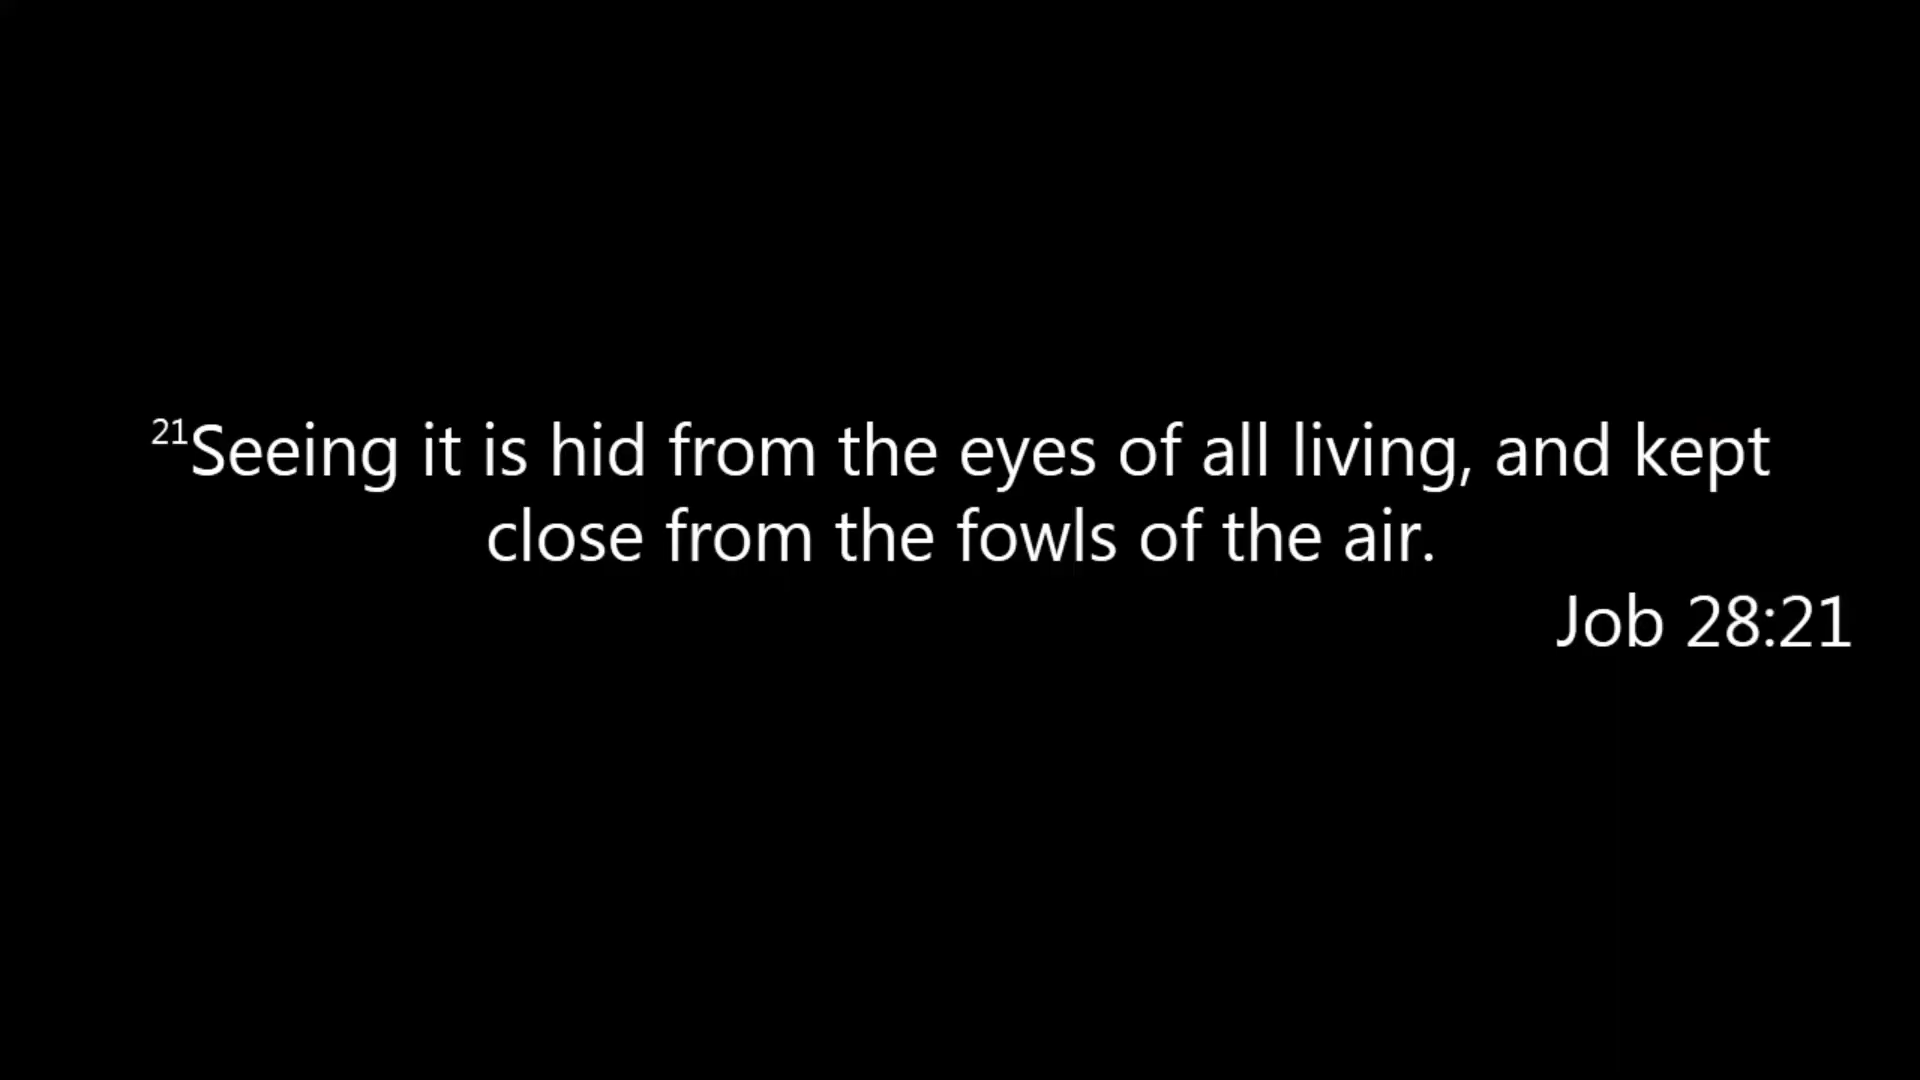 21Seeing it is hid from the eyes of all living, and kept
close from the fowls of the air.
Job 28:21